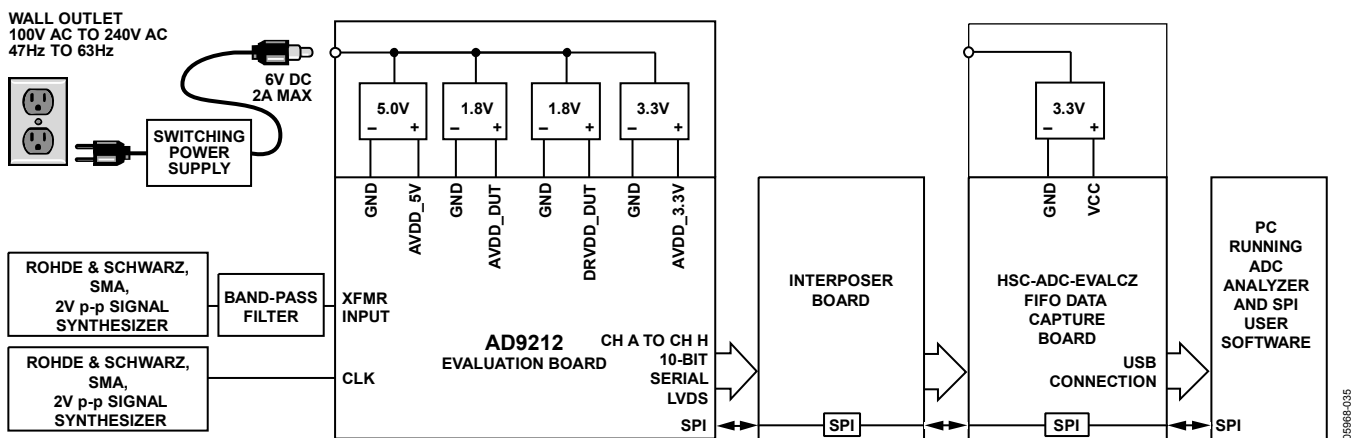 WALL OUTLET
100V AC TO 240V AC
47Hz TO 63Hz
6V DC
2A MAX
SWITCHING
POWER
SUPPLY
5.0V
– +
1.8V
– +
1.8V
– +
3.3V
– +
GND
AVDD_5V
GND
AVDD_DUT
GND
DRVDD_DUT
GND
AVDD_3.3V
3.3V
– +
GND
VCC
ROHDE & SCHWARZ,
SMA,
2V p-p SIGNAL
SYNTHESIZER
BAND-PASS
FILTER
XFMR
INPUT
ROHDE & SCHWARZ,
SMA,
2V p-p SIGNAL
SYNTHESIZER
CLK
AD9212
EVALUATION BOARD
CH A TO CH H
10-BIT
SERIAL
LVDS
SPI
INTERPOSER
BOARD
SPI
HSC-ADC-EVALCZ
FIFO DATA
CAPTURE
BOARD
USB
CONNECTION
SPI
PC
RUNNING
ADC
ANALYZER
AND SPI
USER
SOFTWARE
SPI
05968-035